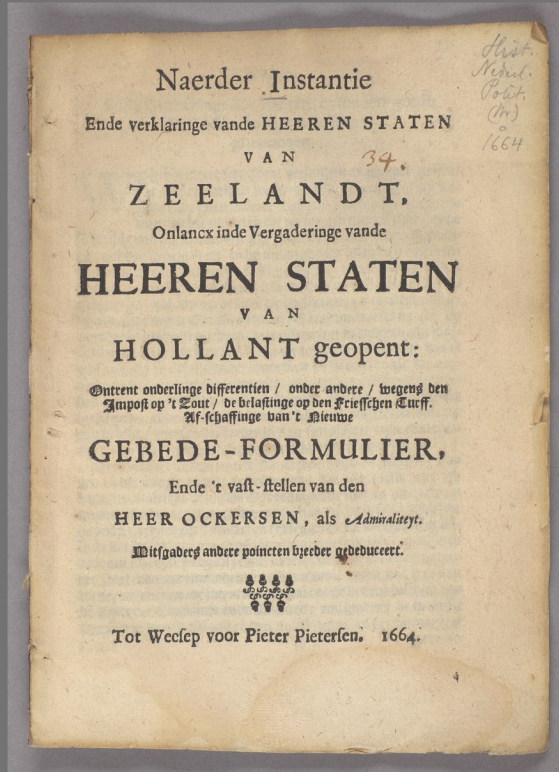 Hist.
Nederl.
Polit.
(Nr)
1664
Naerder Instantie
Ende verklaringe vande HEEREN STATEN
VAN
34.
ZEELANDT,
Onlancx inde Vergaderinge vande
HEEREN STATEN
VAN
HOLLANT geopent:
Ontrent onderlinge differentien / onder andere / wegens den
Impost op 't Zout / de belastinge op den Friesschen Turff.
Af-schaffinge van 't Nieuwe
GEBEDE-FORMULIER,
Ende 't vast-stellen van den
HEER OCKERSEN, als Admiraliteyt.
Mitsgaders andere poincten breeder gededuceert.
Tot Weesep voor Pieter Pietersen. 1664.